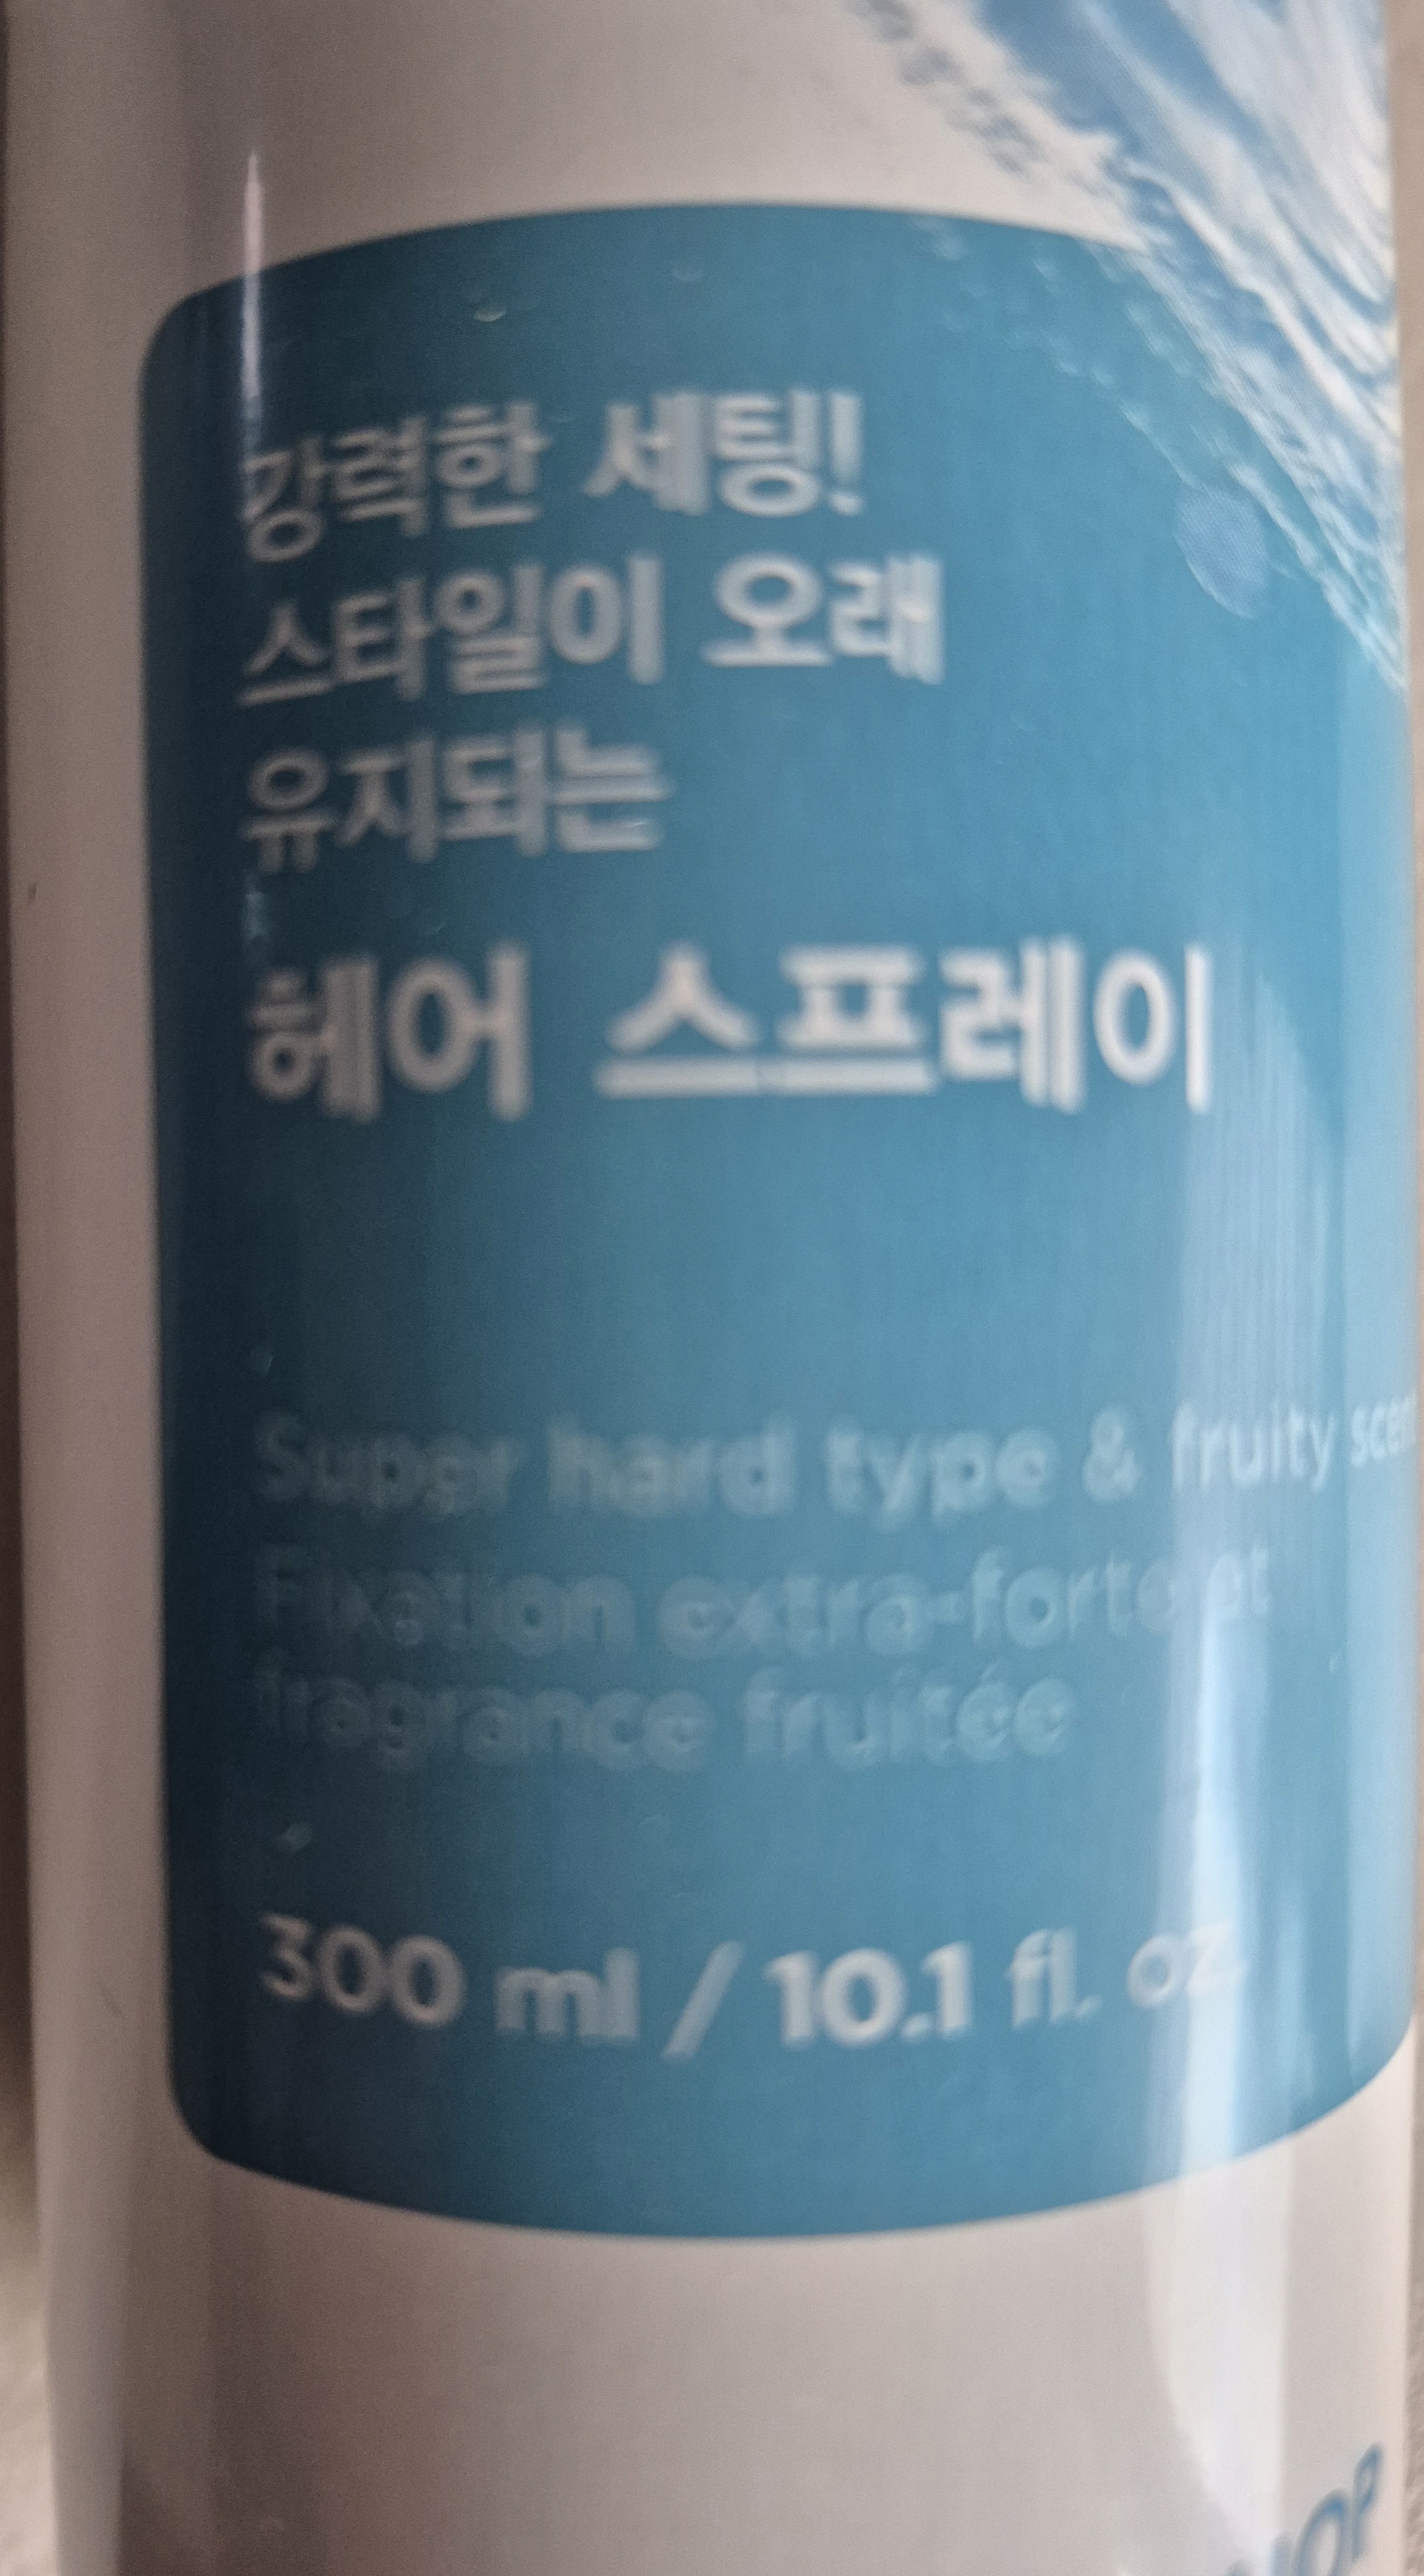 강력한 세팅!
스타일이 오래
유지되는
헤어 스프레이
Super hard type & fruity
Fixation extra-forte et
fragrance fruitée
300 ml / 10.1 fl. oz